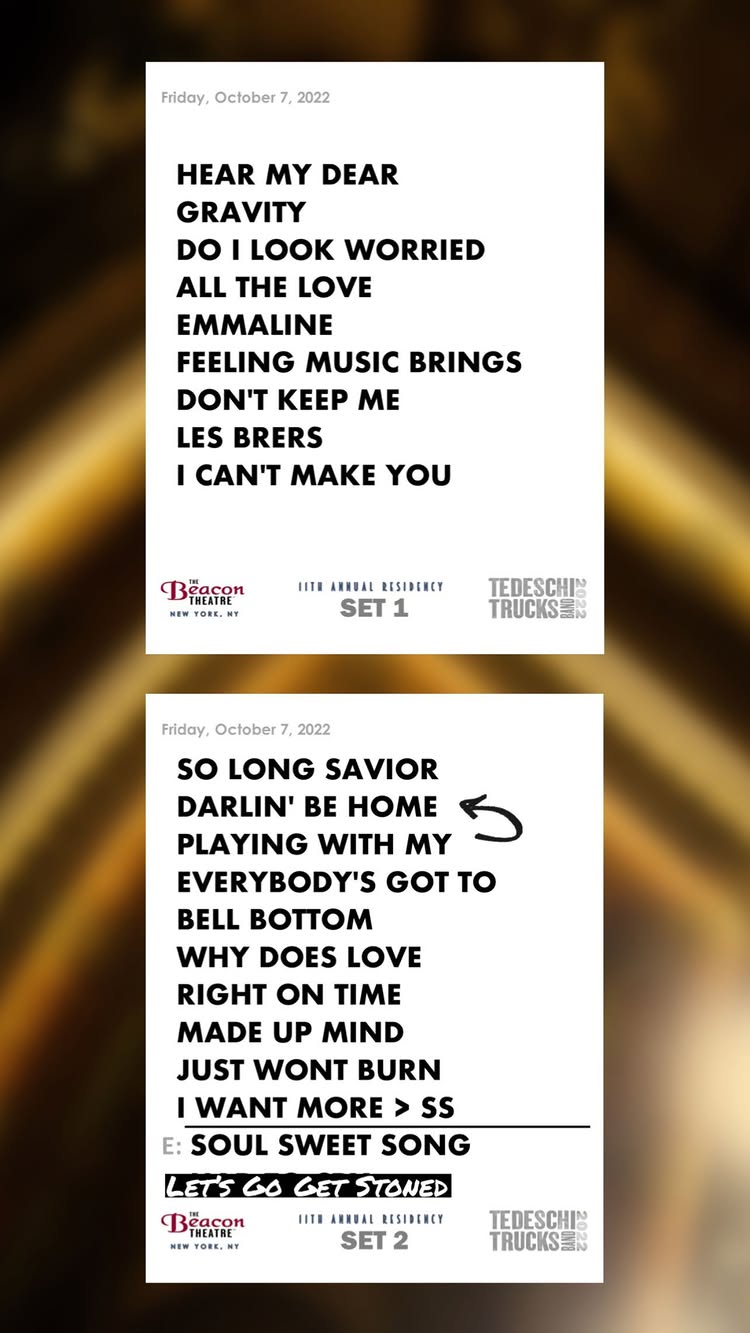 Friday, October 7, 2022
HEAR MY DEAR
GRAVITY
DO I LOOK WORRIED
ALL THE LOVE
EMMALINE
FEELING MUSIC BRINGS
DON'T KEEP ME
LES BRERS
I CAN'T MAKE YOU
THE
Beacon
THEATRE
NEW YORK, NY
11TH ANNUAL RESIDENCY
SET 1
TEDESCHI
TRUCKS BAND 2022
Friday, October 7, 2022
SO LONG SAVIOR
DARLIN' BE HOME
PLAYING WITH MY
EVERYBODY'S GOT TO
BELL BOTTOM
WHY DOES LOVE
RIGHT ON TIME
MADE UP MIND
JUST WONT BURN
I WANT MORE > SS
E: SOUL SWEET SONG
LET'S GO GET STONED
THE
Beacon
THEATRE
NEW YORK, NY
11TH ANNUAL RESIDENCY
SET 2
TEDESCHI
TRUCKS BAND 2022